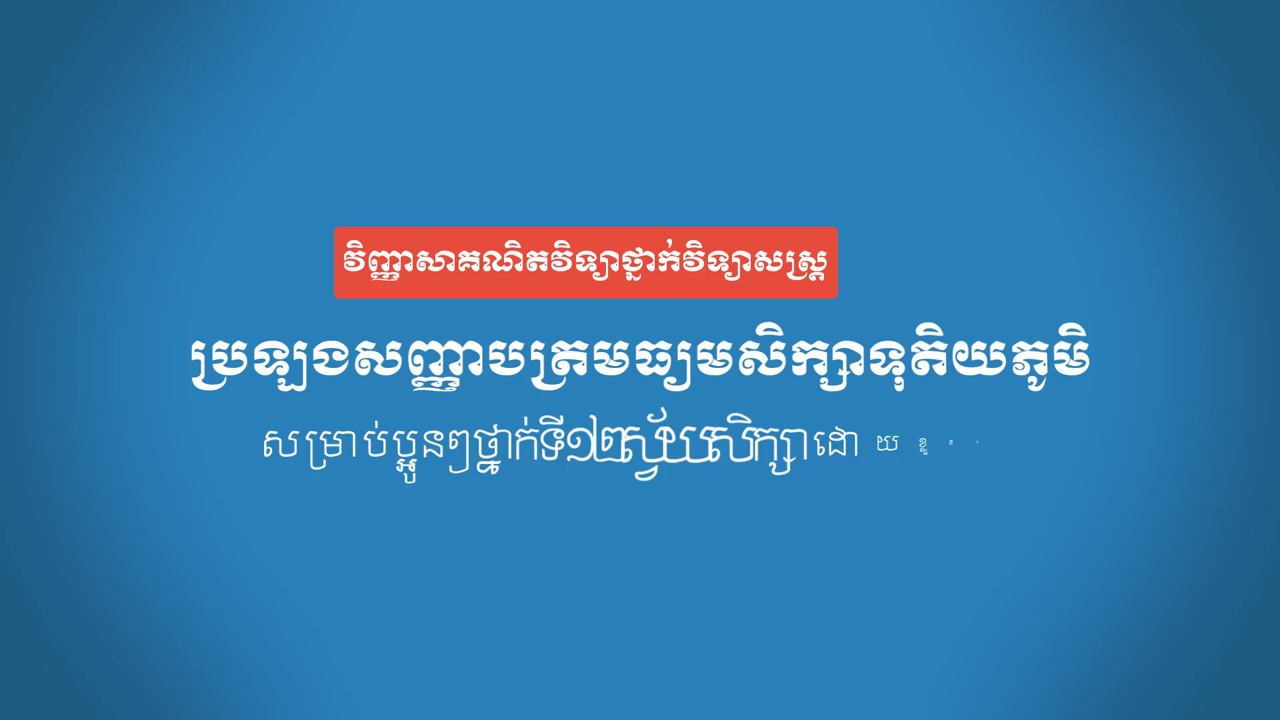 វិញ្ញាសាគណិតវិទ្យាថ្នាក់វិទ្យាសស្ត្រ
ប្រឡងសញ្ញាបត្រមធ្យមសិក្សាទុតិយភូមិ
សម្រាប់ប្អូនៗថ្នាក់ទី១២ស្វ័យសិក្សាដោយ